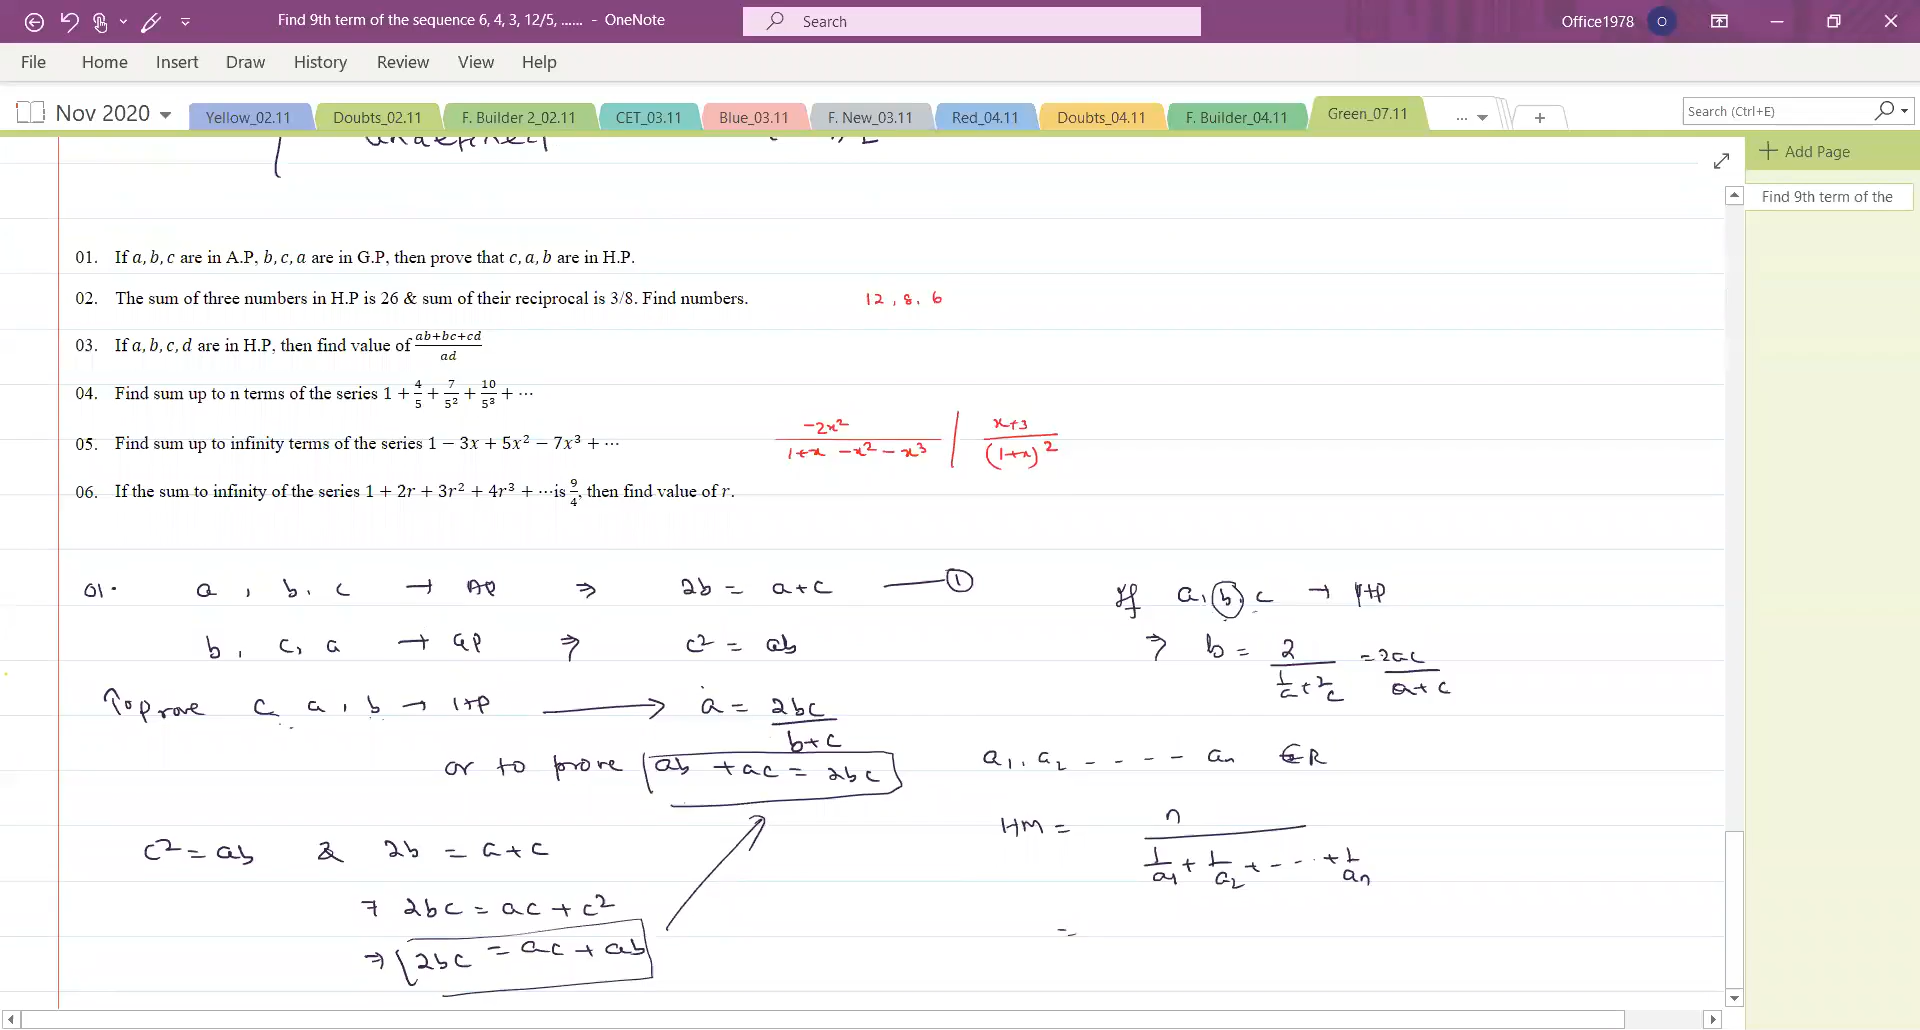 Find 9th term of the sequence 6, 4, 3, 12/5, ...... - OneNote
Search
Office1978
O
File Home Insert Draw History Review View Help
Nov 2020
Yellow_02.11 Doubts_02.11 F. Builder 2_02.11 CET_03.11 Blue_03.11 F. New_03.11 Red_04.11 Doubts_04.11 F. Builder_04.11 Green_07.11 ...
Search (Ctrl+E)
Add Page
Find 9th term of the
undefined
01. If a, b, c are in A.P, b, c, a are in G.P, then prove that c, a, b are in H.P.
02. The sum of three numbers in H.P is 26 & sum of their reciprocal is 3/8. Find numbers. 12, 8, 6
03. If a, b, c, d are in H.P, then find value of (ab+bc+cd)/ad
04. Find sum up to n terms of the series 1 + 4/5 + 7/5² + 10/5³ + ⋯
05. Find sum up to infinity terms of the series 1 − 3x + 5x² − 7x³ + ⋯ -2x²/(1+x-x²-x³) | (x+3)/(1+x)²
06. If the sum to infinity of the series 1 + 2r + 3r² + 4r³ + ⋯is 9/4, then find value of r.
01. a, b, c → AP ⇒ 2b = a+c —— ①
b, c, a → GP ⇒ c² = ab
To prove c, a, b → HP → a = 2bc/(b+c)
or to prove ab + ac = 2bc
c² = ab & 2b = a+c
⇒ 2bc = ac + c²
⇒ 2bc = ac + ab
If a, b, c → HP
⇒ b = 2/(1/a + 1/c) = 2ac/(a+c)
a₁, a₂ - - - - - aₙ ∈R
HM = n/(1/a₁ + 1/a₂ + - - - + 1/aₙ)
=